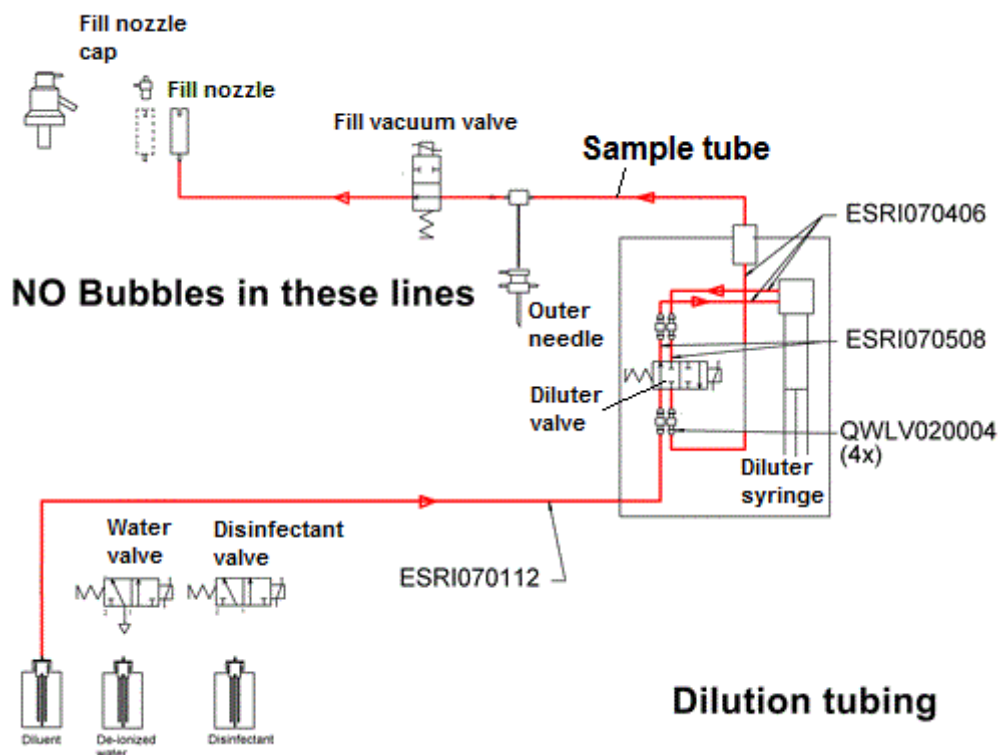 Fill nozzle
cap
Fill nozzle
Fill vacuum valve
Sample tube
ESRI070406
NO Bubbles in these lines
Outer
needle
ESRI070508
Diluter
valve
QWLV020004
(4x)
Diluter
syringe
Water
valve
Disinfectant
valve
ESRI070112
Dilution tubing
Diluent
De-ionized
water
Disinfectant